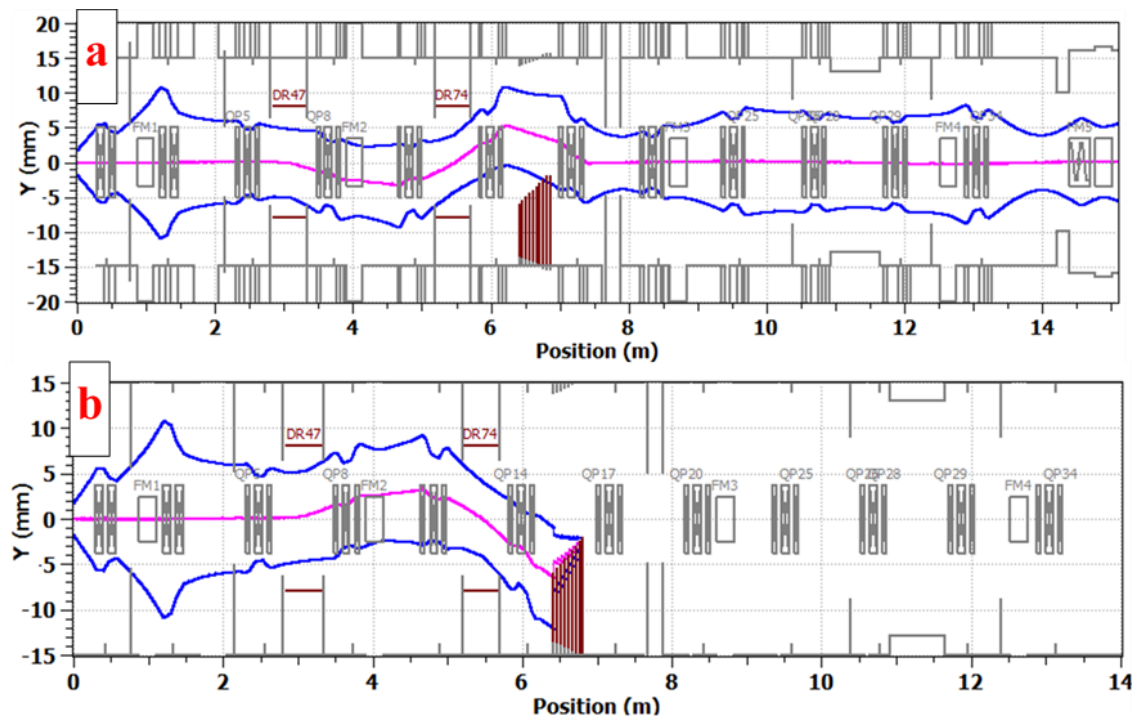 a
20
15
10
5
0
-5
-10
-15
-20
Y (mm)
DR47
DR74
FM1
QP5
QP8
FM2
FM3
QP25
QP28
QP29
FM4
QP34
FM5
0 2 4 6 8 10 12 14
Position (m)
b
15
10
5
0
-5
-10
-15
Y (mm)
DR47
DR74
FM1
QP5
QP8
FM2
QP14
QP17
QP20
FM3
QP25
QP28
QP29
FM4
QP34
0 2 4 6 8 10 12 14
Position (m)